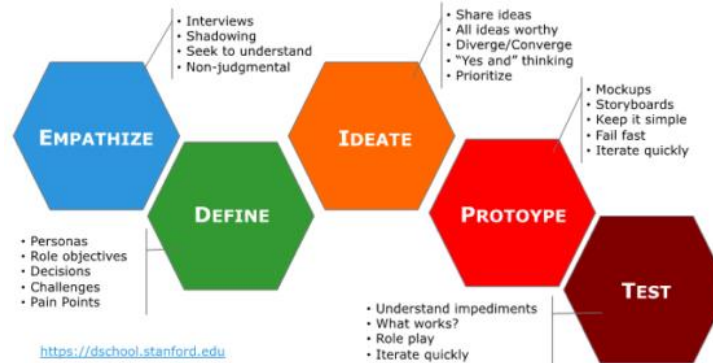 • Interviews
• Shadowing
• Seek to understand
• Non-judgmental
EMPATHIZE
• Personas
• Role objectives
• Decisions
• Challenges
• Pain Points
DEFINE
• Share ideas
• All ideas worthy
• Diverge/Converge
• “Yes and” thinking
• Prioritize
IDEATE
• Mockups
• Storyboards
• Keep it simple
• Fail fast
• Iterate quickly
PROTOYPE
• Understand impediments
• What works?
• Role play
• Iterate quickly
TEST
https://dschool.stanford.edu